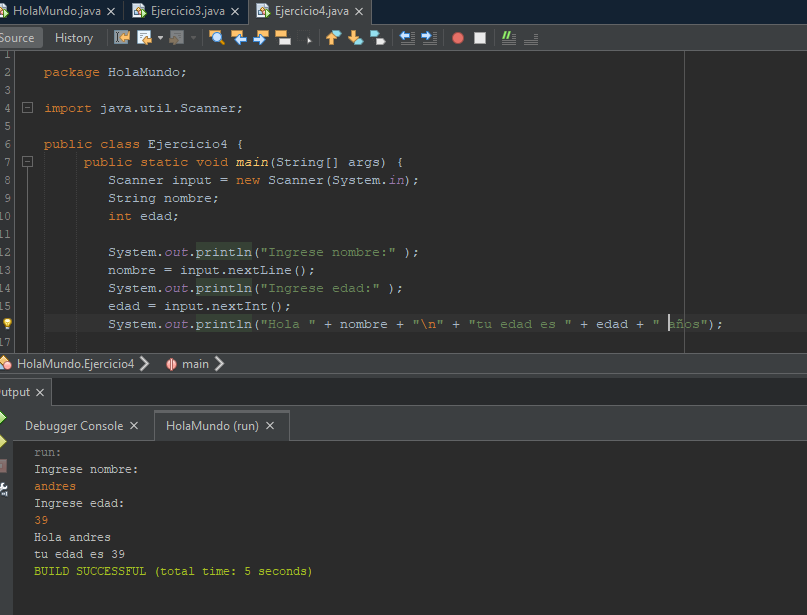 HolaMundo.java × Ejercicio3.java × Ejercicio4.java ×
Source History
1
2 package HolaMundo;
3
4 import java.util.Scanner;
5
6 public class Ejercicio4 {
7 public static void main(String[] args) {
8 Scanner input = new Scanner(System.in);
9 String nombre;
10 int edad;
11
12 System.out.println("Ingrese nombre:" );
13 nombre = input.nextLine();
14 System.out.println("Ingrese edad:" );
15 edad = input.nextInt();
System.out.println("Hola " + nombre + "\n" + "tu edad es " + edad + " años");
17
HolaMundo.Ejercicio4 main
utput ×
Debugger Console × HolaMundo (run) ×
run:
Ingrese nombre:
andres
Ingrese edad:
39
Hola andres
tu edad es 39
BUILD SUCCESSFUL (total time: 5 seconds)